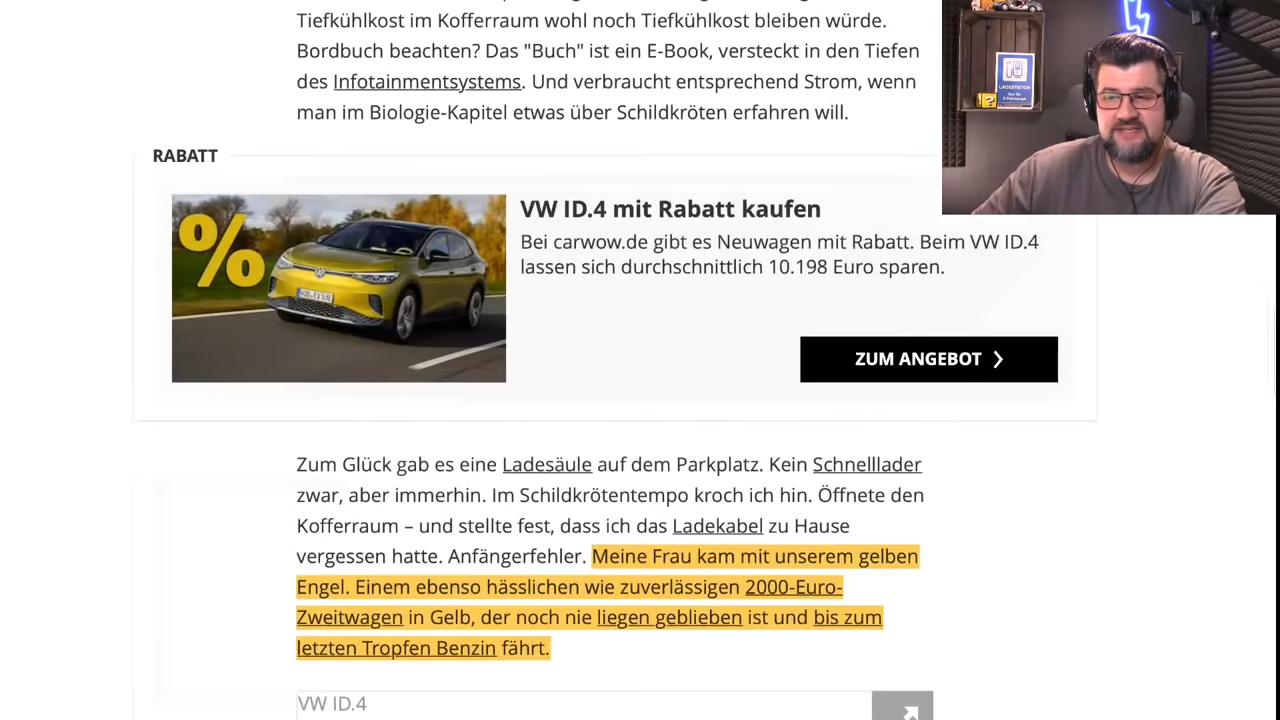 Tiefkühlkost im Kofferraum wohl noch Tiefkühlkost bleiben würde.
Bordbuch beachten? Das "Buch" ist ein E-Book, versteckt in den Tiefen
des Infotainmentsystems. Und verbraucht entsprechend Strom, wenn
man im Biologie-Kapitel etwas über Schildkröten erfahren will.
LADESTATION
RABATT
%
VW ID.4 mit Rabatt kaufen
Bei carwow.de gibt es Neuwagen mit Rabatt. Beim VW ID.4
lassen sich durchschnittlich 10.198 Euro sparen.
ZUM ANGEBOT
Zum Glück gab es eine Ladesäule auf dem Parkplatz. Kein Schnelllader
zwar, aber immerhin. Im Schildkrötentempo kroch ich hin. Öffnete den
Kofferraum – und stellte fest, dass ich das Ladekabel zu Hause
vergessen hatte. Anfängerfehler. Meine Frau kam mit unserem gelben
Engel. Einem ebenso hässlichen wie zuverlässigen 2000-Euro-
Zweitwagen in Gelb, der noch nie liegen geblieben ist und bis zum
letzten Tropfen Benzin fährt.
VW ID.4